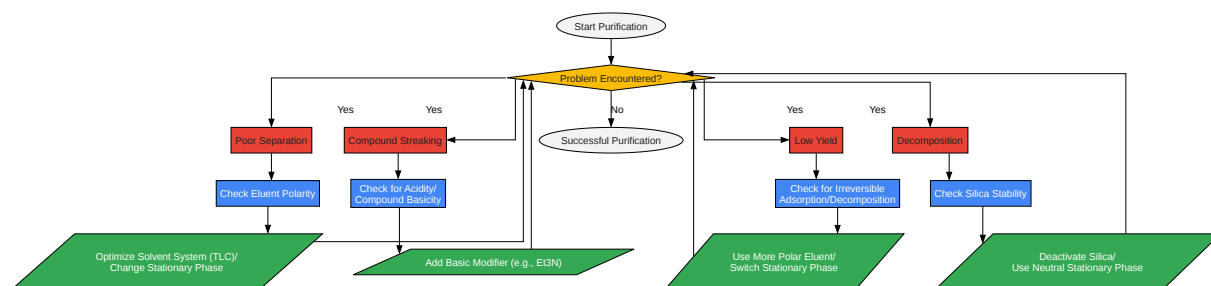 Start Purification
Problem Encountered?
Yes
Yes
No
Yes
Yes
Poor Separation
Compound Streaking
Successful Purification
Low Yield
Decomposition
Check Eluent Polarity
Check for Acidity/
Compound Basicity
Check for Irreversible
Adsorption/Decomposition
Check Silica Stability
Optimize Solvent System (TLC)/
Change Stationary Phase
Add Basic Modifier (e.g., Et3N)
Use More Polar Eluent/
Switch Stationary Phase
Deactivate Silica/
Use Neutral Stationary Phase